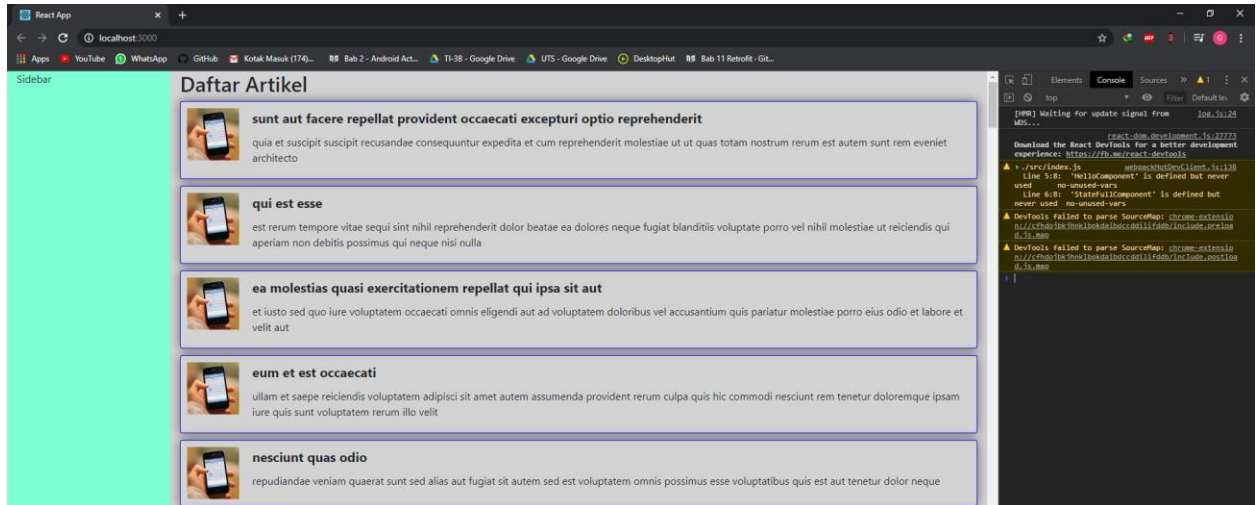 React App
localhost:3000
Apps YouTube WhatsApp GitHub Kotak Masuk (174)... Bab 2 - Android Act... TI-3B - Google Drive UTS - Google Drive DesktopHut Bab 11 Retrofit · Git...
Sidebar
Daftar Artikel
sunt aut facere repellat provident occaecati excepturi optio reprehenderit
quia et suscipit suscipit recusandae consequuntur expedita et cum reprehenderit molestiae ut ut quas totam nostrum rerum est autem sunt rem eveniet
architecto
qui est esse
est rerum tempore vitae sequi sint nihil reprehenderit dolor beatae ea dolores neque fugiat blanditiis voluptate porro vel nihil molestiae ut reiciendis qui
aperiam non debitis possimus qui neque nisi nulla
ea molestias quasi exercitationem repellat qui ipsa sit aut
et iusto sed quo iure voluptatem occaecati omnis eligendi aut ad voluptatem doloribus vel accusantium quis pariatur molestiae porro eius odio et labore et
velit aut
eum et est occaecati
ullam et saepe reiciendis voluptatem adipisci sit amet autem assumenda provident rerum culpa quis hic commodi nesciunt rem tenetur doloremque ipsam
iure quis sunt voluptatem rerum illo velit
nesciunt quas odio
repudiandae veniam quaerat sunt sed alias aut fugiat sit autem sed est voluptatem omnis possimus esse voluptatibus quis est aut tenetur dolor neque
Elements Console Sources 1
top Filter Default lev
[HMR] Waiting for update signal from log.js:24
WDS...
react-dom.development.js:27773
Download the React DevTools for a better development
experience: https://fb.me/react-devtools
./src/index.js webpackHotDevClient.js:138
Line 5:8: 'HelloComponent' is defined but never
used no-unused-vars
Line 6:8: 'StateFullComponent' is defined but
never used no-unused-vars
DevTools failed to parse SourceMap: chrome-extensio
DevTools failed to parse SourceMap: chrome-extensio